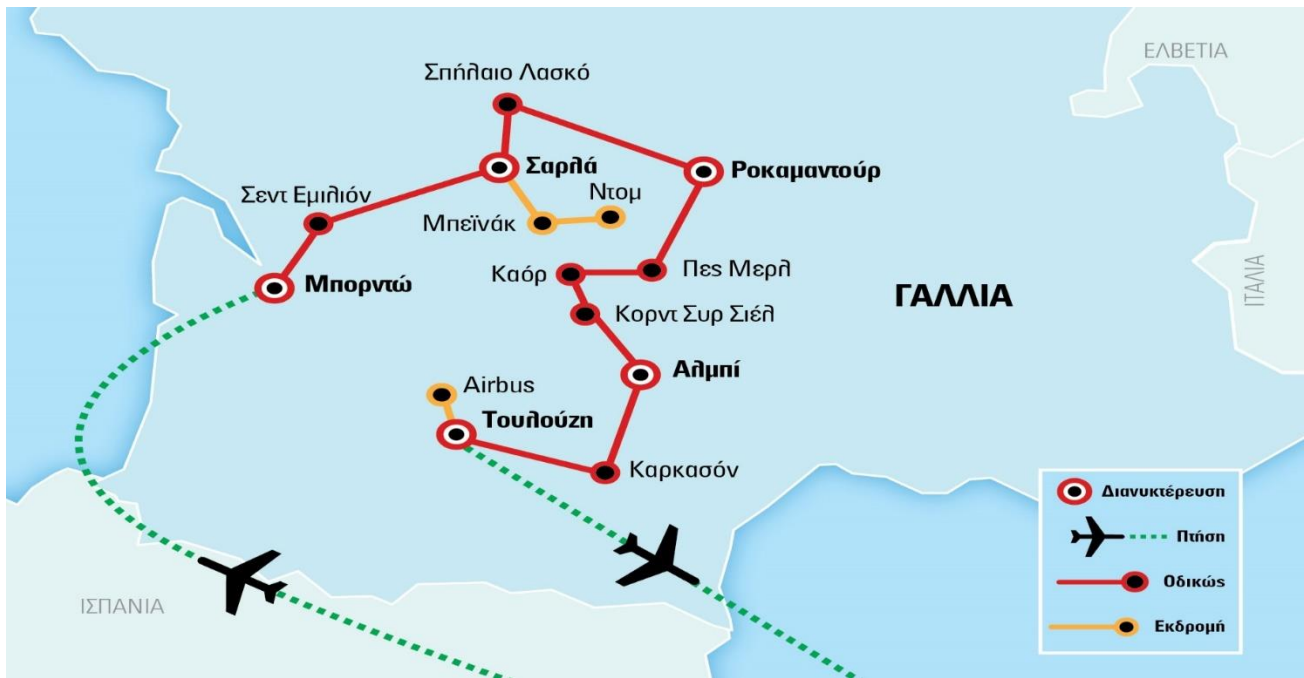 ΕΛΒΕΤΙΑ
Σπήλαιο Λασκό
Σαρλά
Ροκαμαντούρ
Ντομ
Σεντ Εμιλιόν
Μπεϊνάκ
Καόρ
Πες Μερλ
Μπορντώ
ΓΑΛΛΙΑ
ΙΤΑΛΙΑ
Κορντ Συρ Σιέλ
Αλμπί
Airbus
Τουλούζη
Καρκασόν
Διανυκτέρευση
Πτήση
Οδικώς
Εκδρομή
ΙΣΠΑΝΙΑ